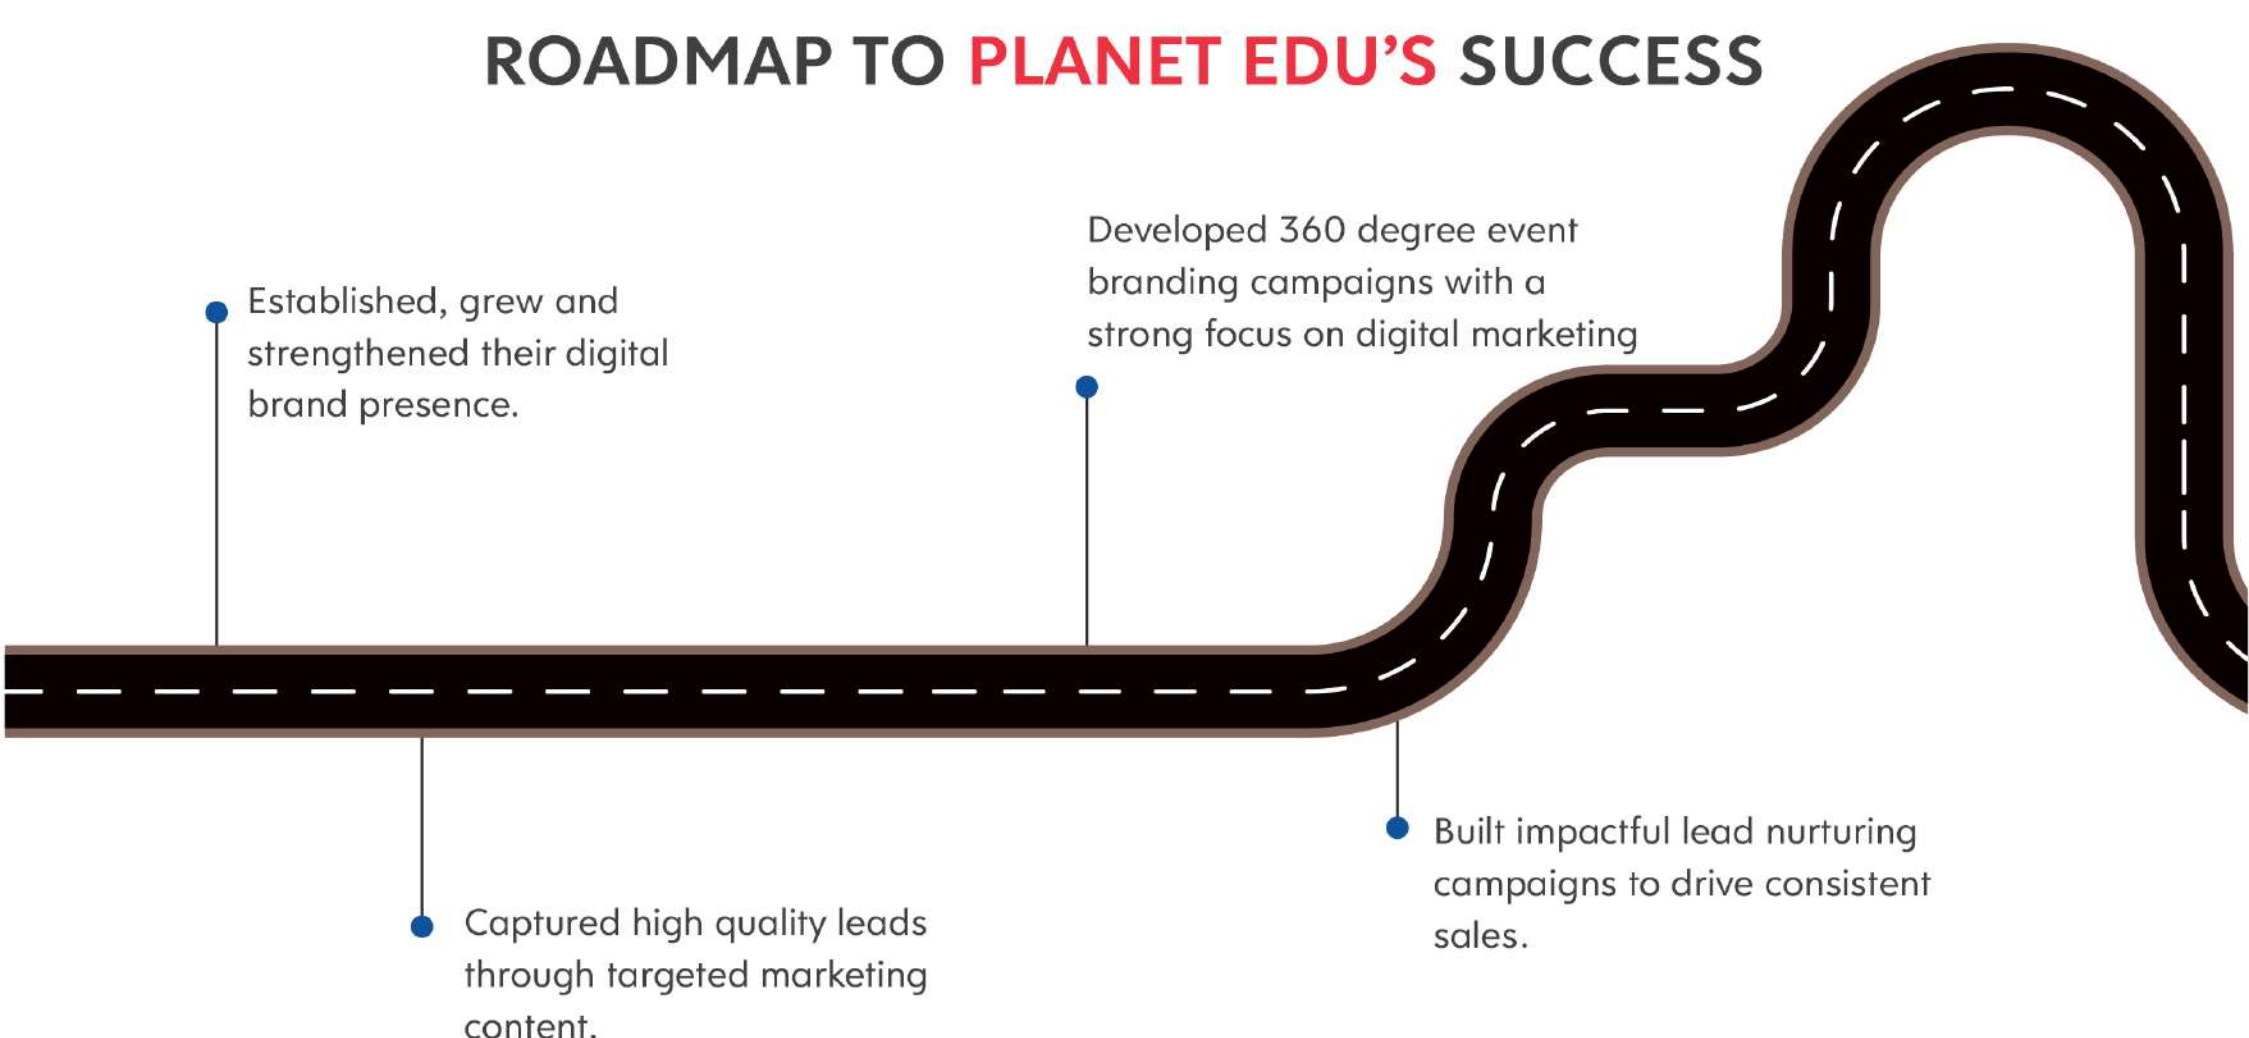 ROADMAP TO PLANET EDU'S SUCCESS
Established, grew and
strengthened their digital
brand presence.
Developed 360 degree event
branding campaigns with a
strong focus on digital marketing
Captured high quality leads
through targeted marketing
content.
Built impactful lead nurturing
campaigns to drive consistent
sales.